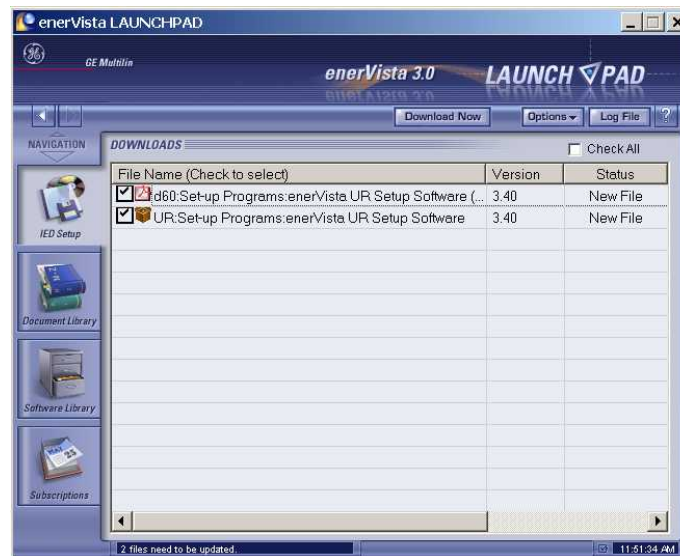 enerVista LAUNCHPAD
GE Multilin
enerVista 3.0
LAUNCH PAD
Download Now
Options
Log File
?
NAVIGATION
DOWNLOADS
Check All
File Name (Check to select) Version Status
d60:Set-up Programs:enerVista UR Setup Software (... 3.40 New File
UR:Set-up Programs:enerVista UR Setup Software 3.40 New File
IED Setup
Document Library
Software Library
Subscriptions
2 files need to be updated.
11:51:34 AM